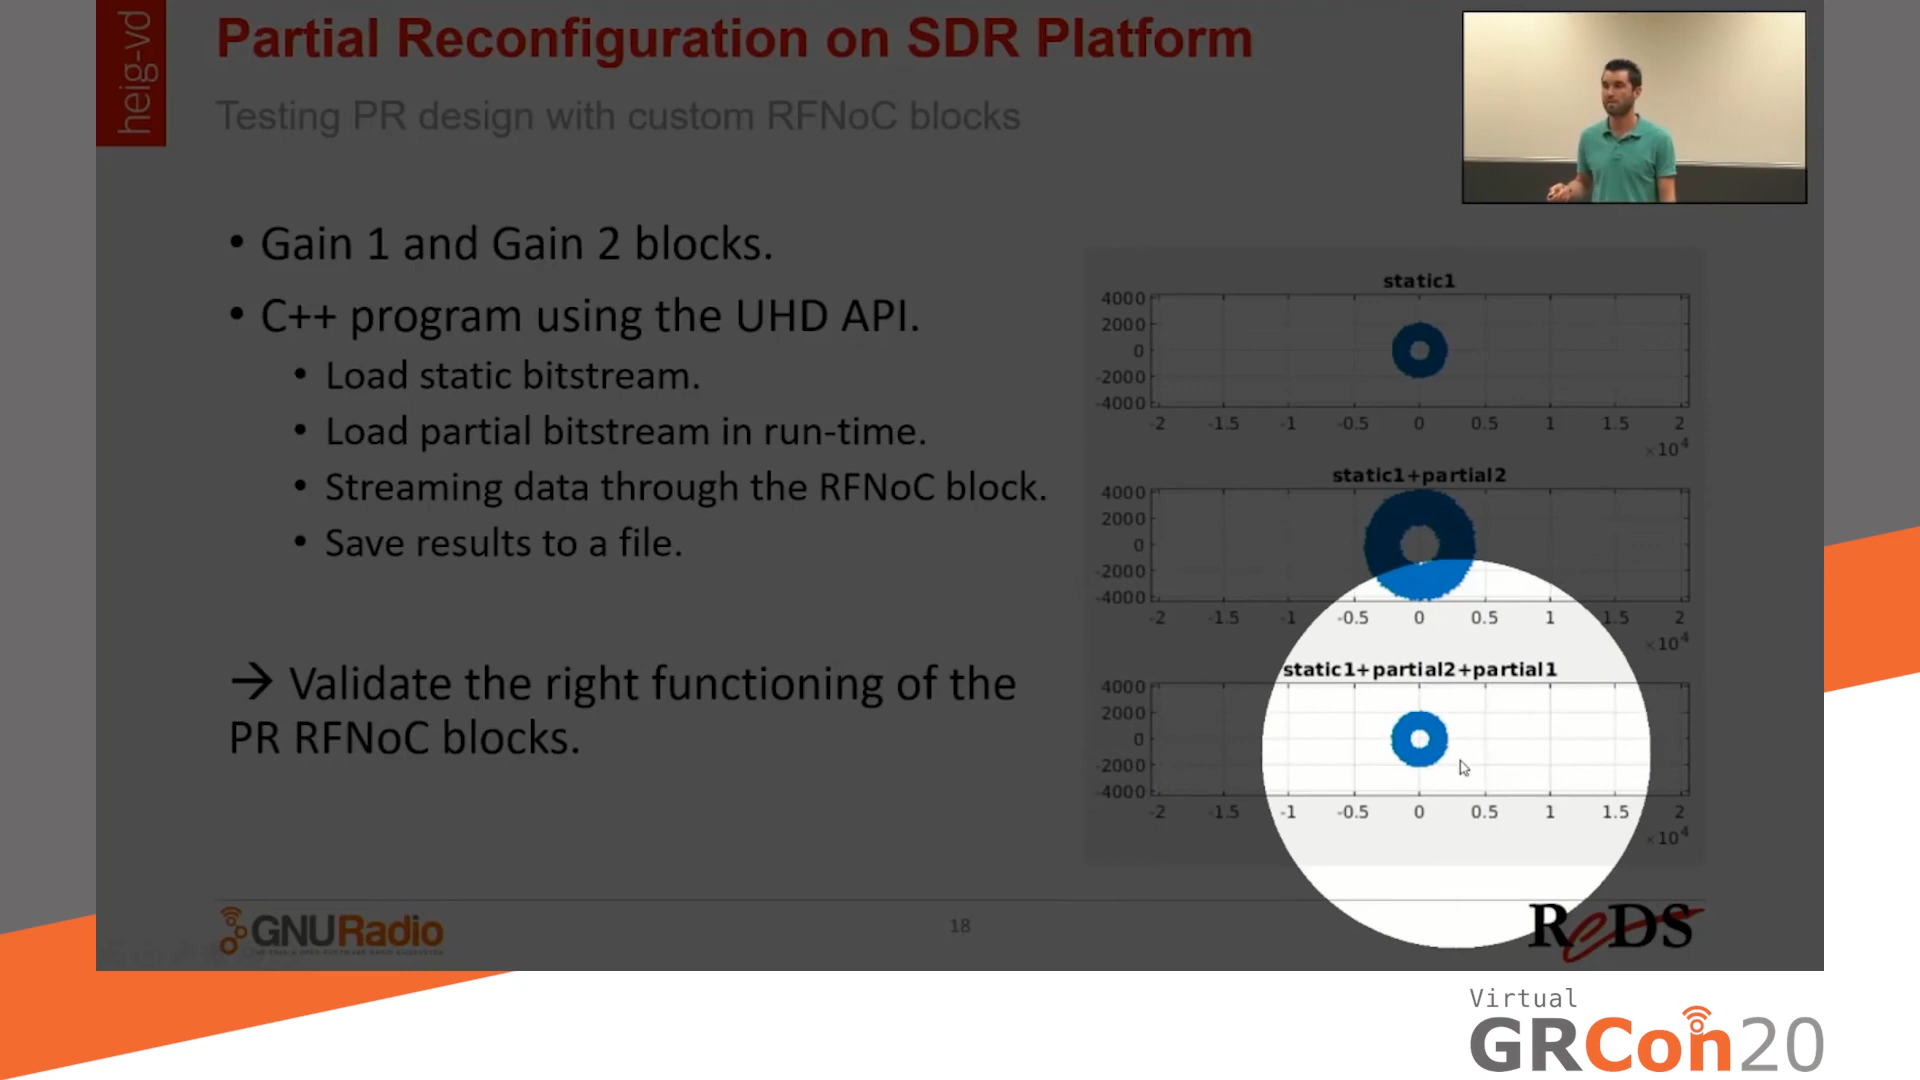 heig-vd
Partial Reconfiguration on SDR Platform
Testing PR design with custom RFNoC blocks
• Gain 1 and Gain 2 blocks.
• C++ program using the UHD API.
• Load static bitstream.
• Load partial bitstream in run-time.
• Streaming data through the RFNoC block.
• Save results to a file.
→ Validate the right functioning of the
PR RFNoC blocks.
static1
4000
2000
0
-2000
-4000
-2 -1.5 -1 -0.5 0 0.5 1 1.5 2
×10⁴
static1+partial2
4000
2000
0
-2000
-4000
-2 -1.5 -1 -0.5 0 0.5 1 1.5 2
×10⁴
static1+partial2+partial1
4000
2000
0
-2000
-4000
-2 -1.5 -1 -0.5 0 0.5 1 1.5 2
×10⁴
GNURadio
18
ReDS
Virtual
GRCon20